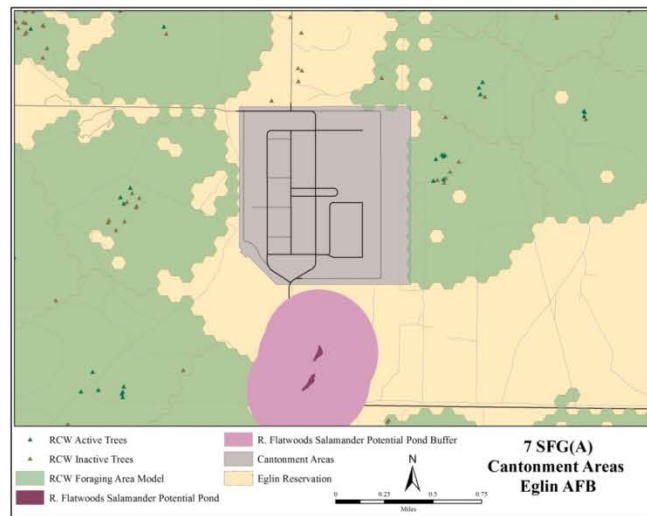 RCW Active Trees
RCW Inactive Trees
RCW Foraging Area Model
R. Flatwoods Salamander Potential Pond
R. Flatwoods Salamander Potential Pond Buffer
Cantonment Areas
Eglin Reservation
N
0 0.25 0.5 0.75
Miles
7 SFG(A)
Cantonment Areas
Eglin AFB